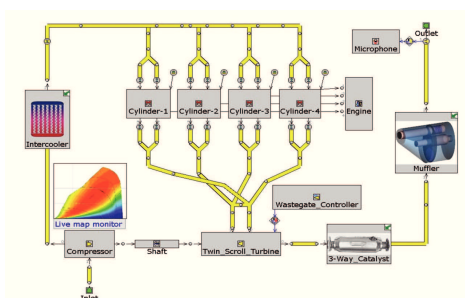 Outlet
Microphone
Cylinder-1
Cylinder-2
Cylinder-3
Cylinder-4
Engine
Intercooler
Muffler
Live map monitor
Wastegate_Controller
Compressor
Shaft
Twin_Scroll_Turbine
3-Way_Catalyst
Inlet